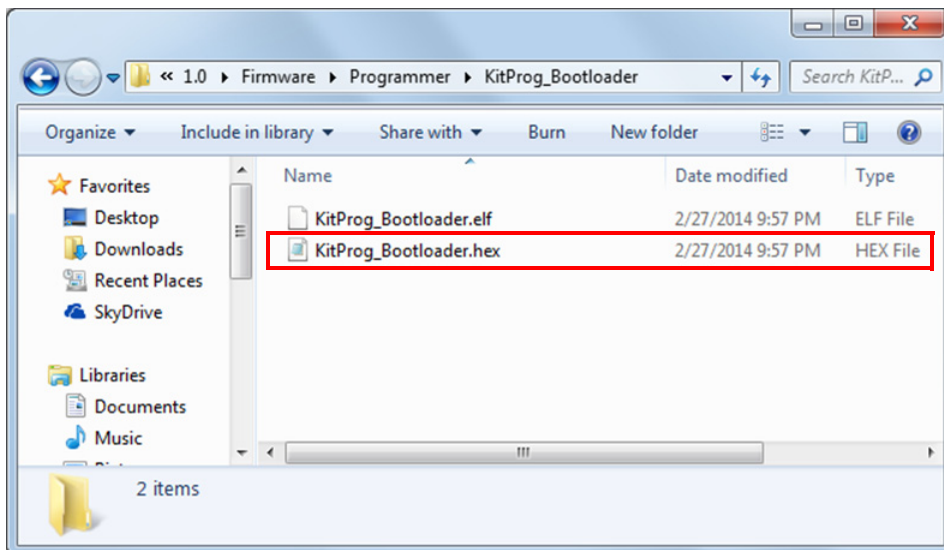 « 1.0 ▸ Firmware ▸ Programmer ▸ KitProg_Bootloader Search KitP...
Organize Include in library Share with Burn New folder
Name Date modified Type
Favorites
Desktop
Downloads
Recent Places
SkyDrive
Libraries
Documents
Music
KitProg_Bootloader.elf 2/27/2014 9:57 PM ELF File
KitProg_Bootloader.hex 2/27/2014 9:57 PM HEX File
2 items